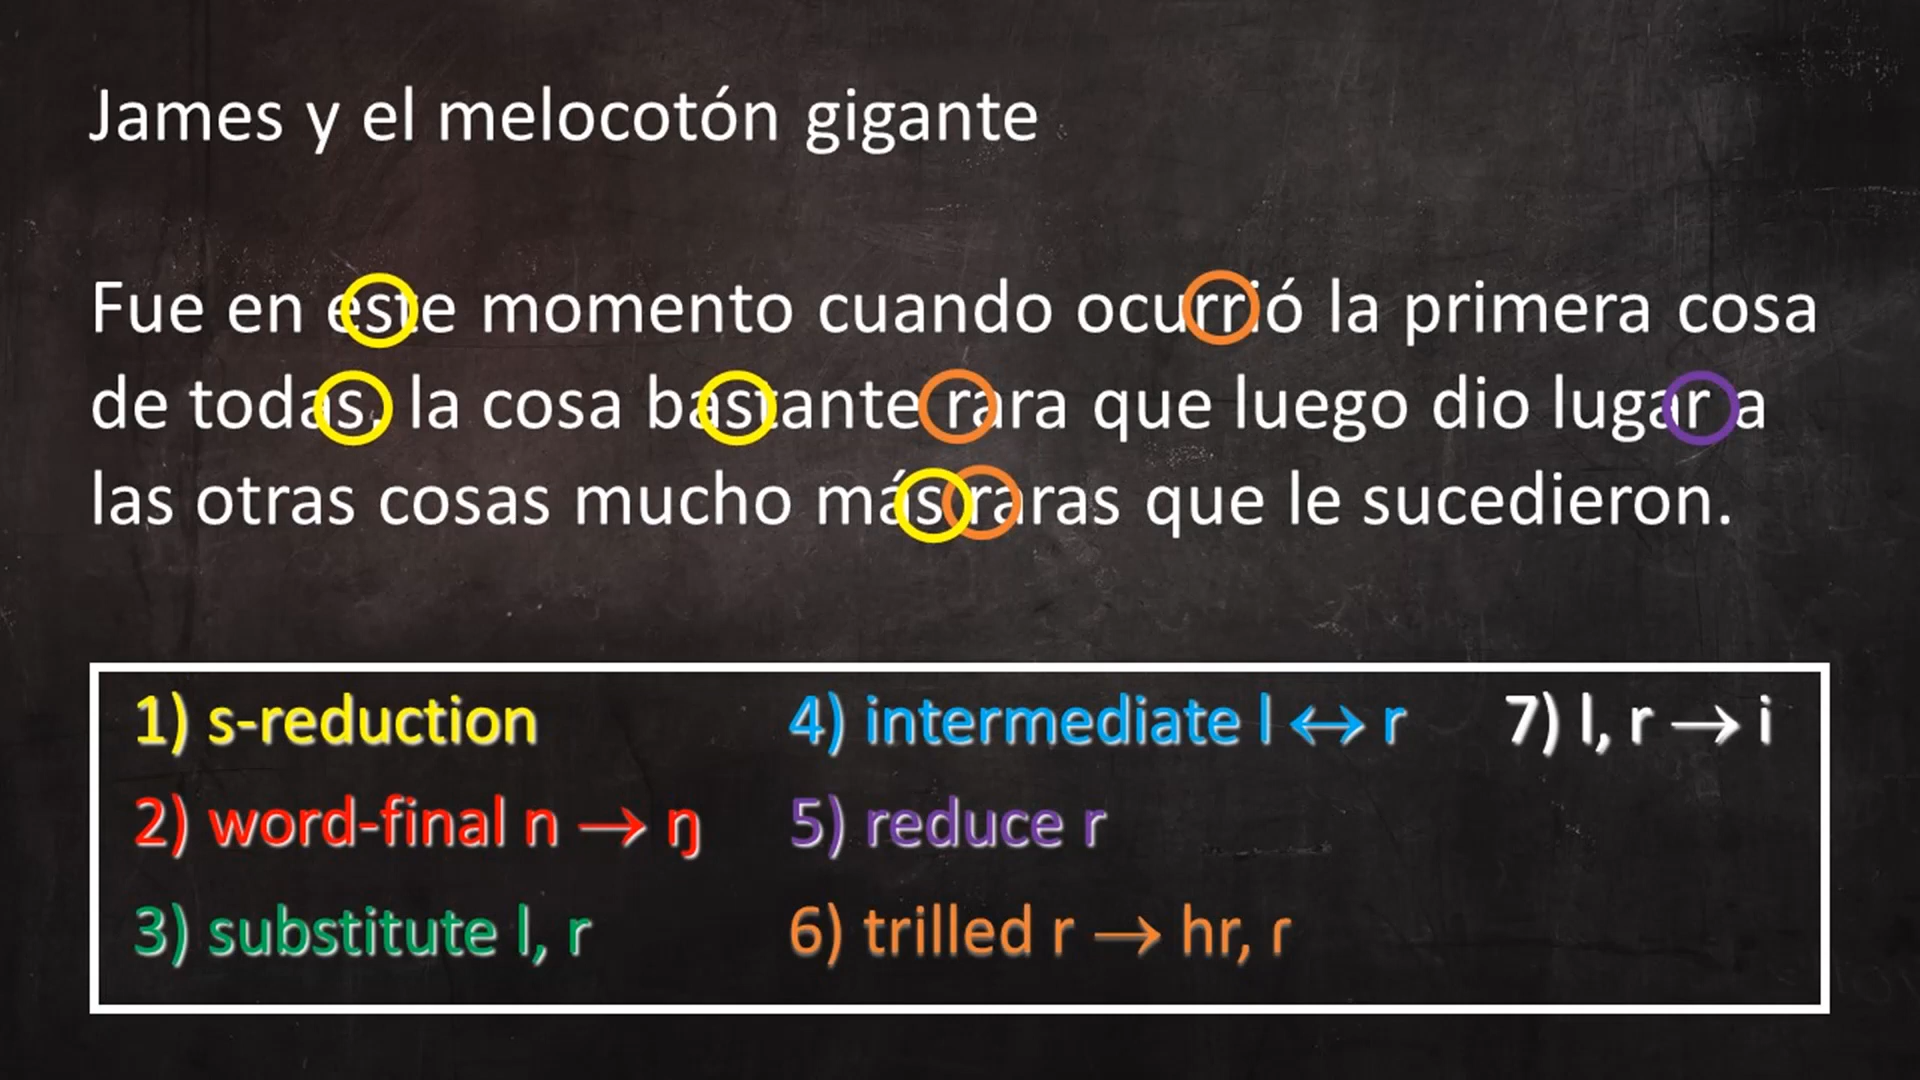 James y el melocotón gigante
Fue en este momento cuando ocurrió la primera cosa
de todas, la cosa bastante rara que luego dio lugar a
las otras cosas mucho más raras que le sucedieron.
1) s-reduction
2) word-final n → ŋ
3) substitute l, r
4) intermediate l ↔ r
5) reduce r
6) trilled r → hr, ɾ
7) l, r → i